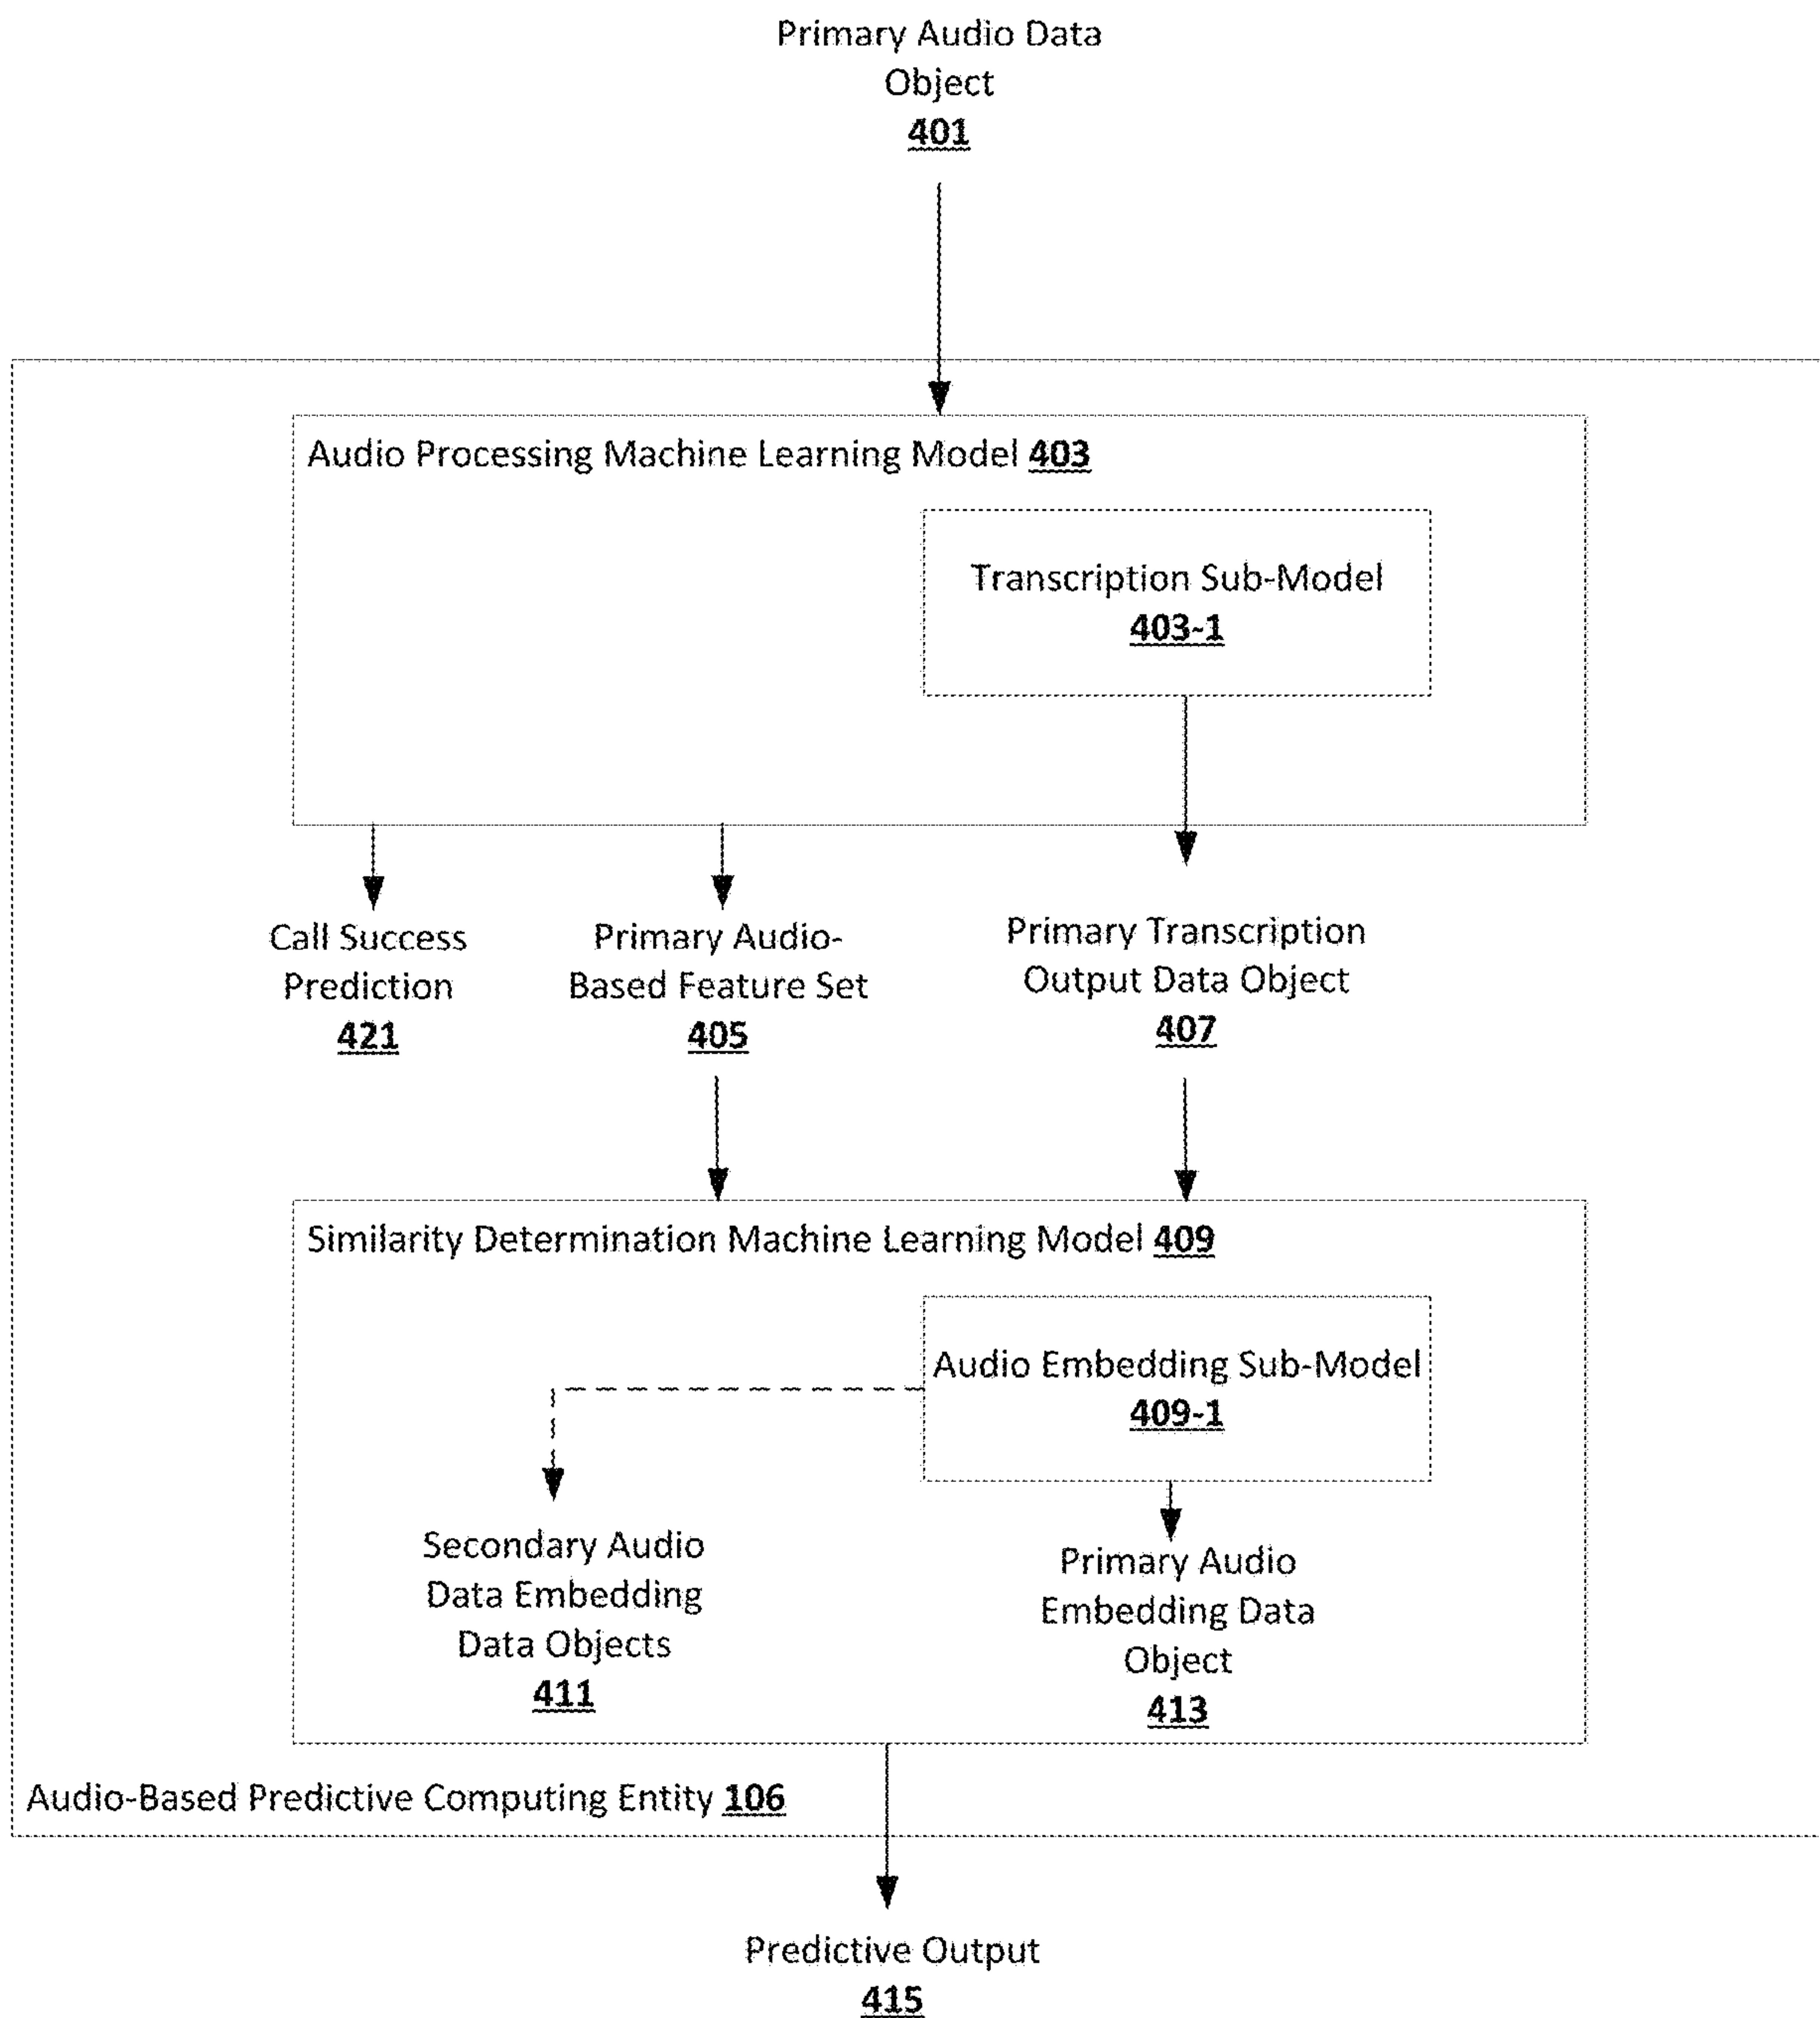 Primary Audio Data
Object
401
Audio Processing Machine Learning Model 403
Transcription Sub-Model
403-1
Call Success
Prediction
421
Primary Audio-
Based Feature Set
405
Primary Transcription
Output Data Object
407
Similarity Determination Machine Learning Model 409
Audio Embedding Sub-Model
409-1
Secondary Audio
Data Embedding
Data Objects
411
Primary Audio
Embedding Data
Object
413
Audio-Based Predictive Computing Entity 106
Predictive Output
415